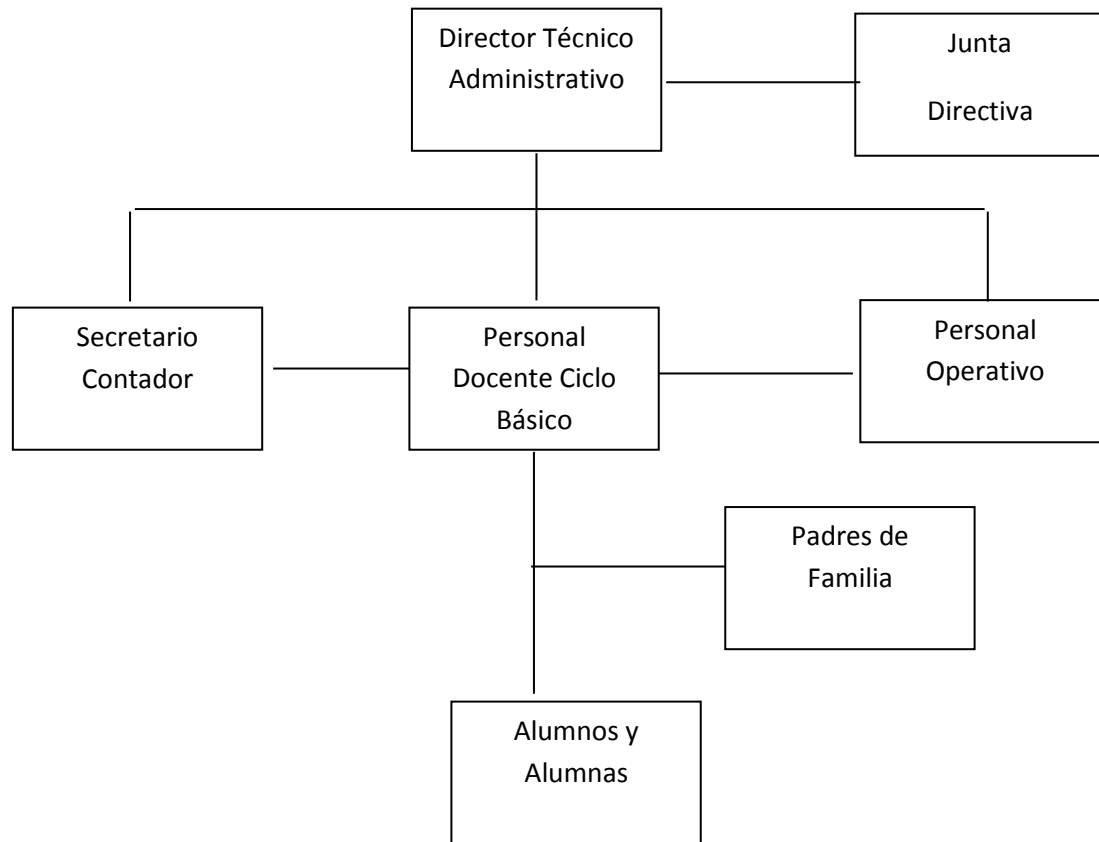 Director Técnico
Administrativo
Junta
Directiva
Secretario
Contador
Personal
Docente Ciclo
Básico
Personal
Operativo
Padres de
Familia
Alumnos y
Alumnas